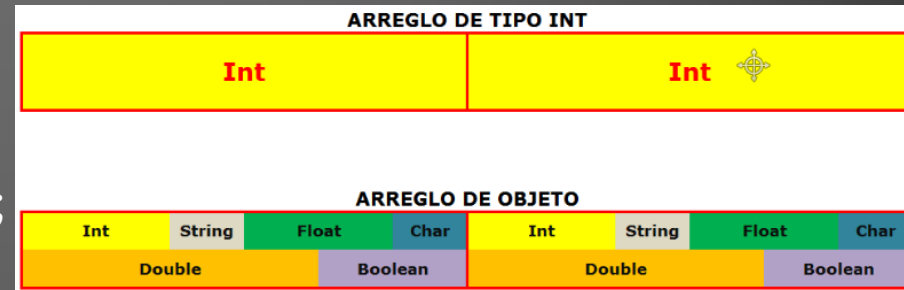 ARREGLO DE TIPO INT
Int Int
ARREGLO DE OBJETO
Int String Float Char Int String Float Char
Double Boolean Double Boolean